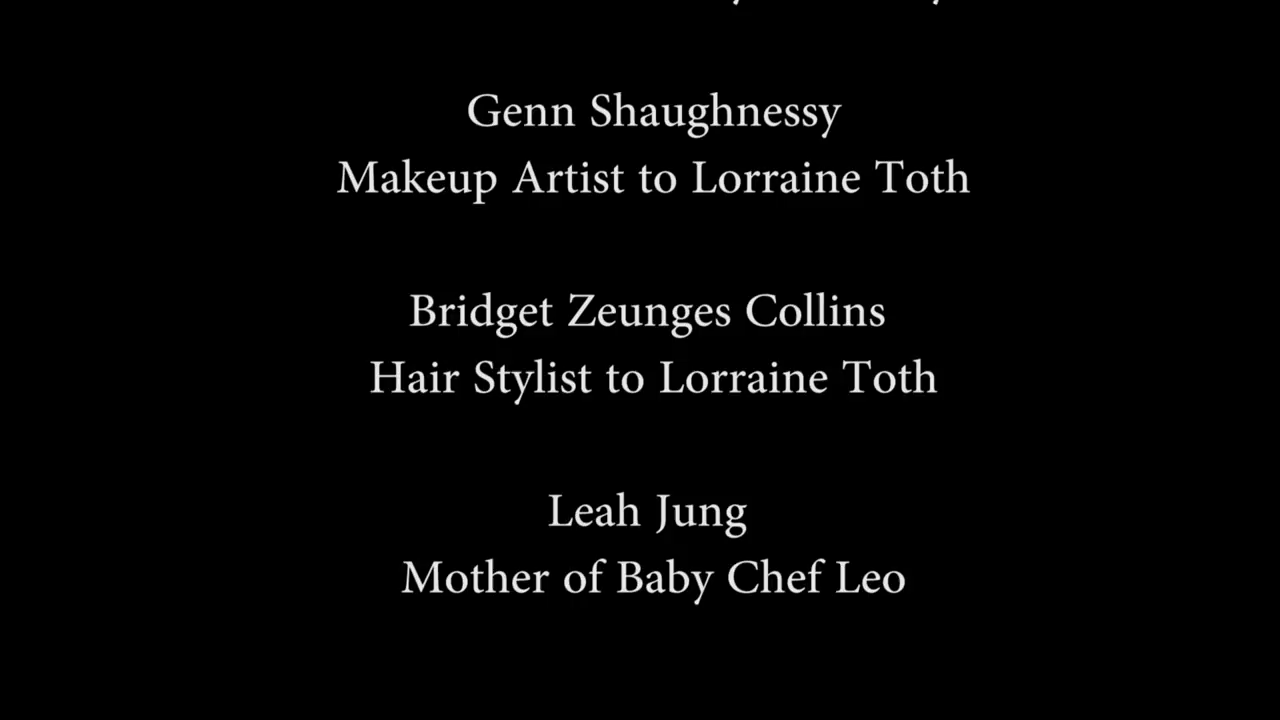 Genn Shaughnessy
Makeup Artist to Lorraine Toth
Bridget Zeunges Collins
Hair Stylist to Lorraine Toth
Leah Jung
Mother of Baby Chef Leo